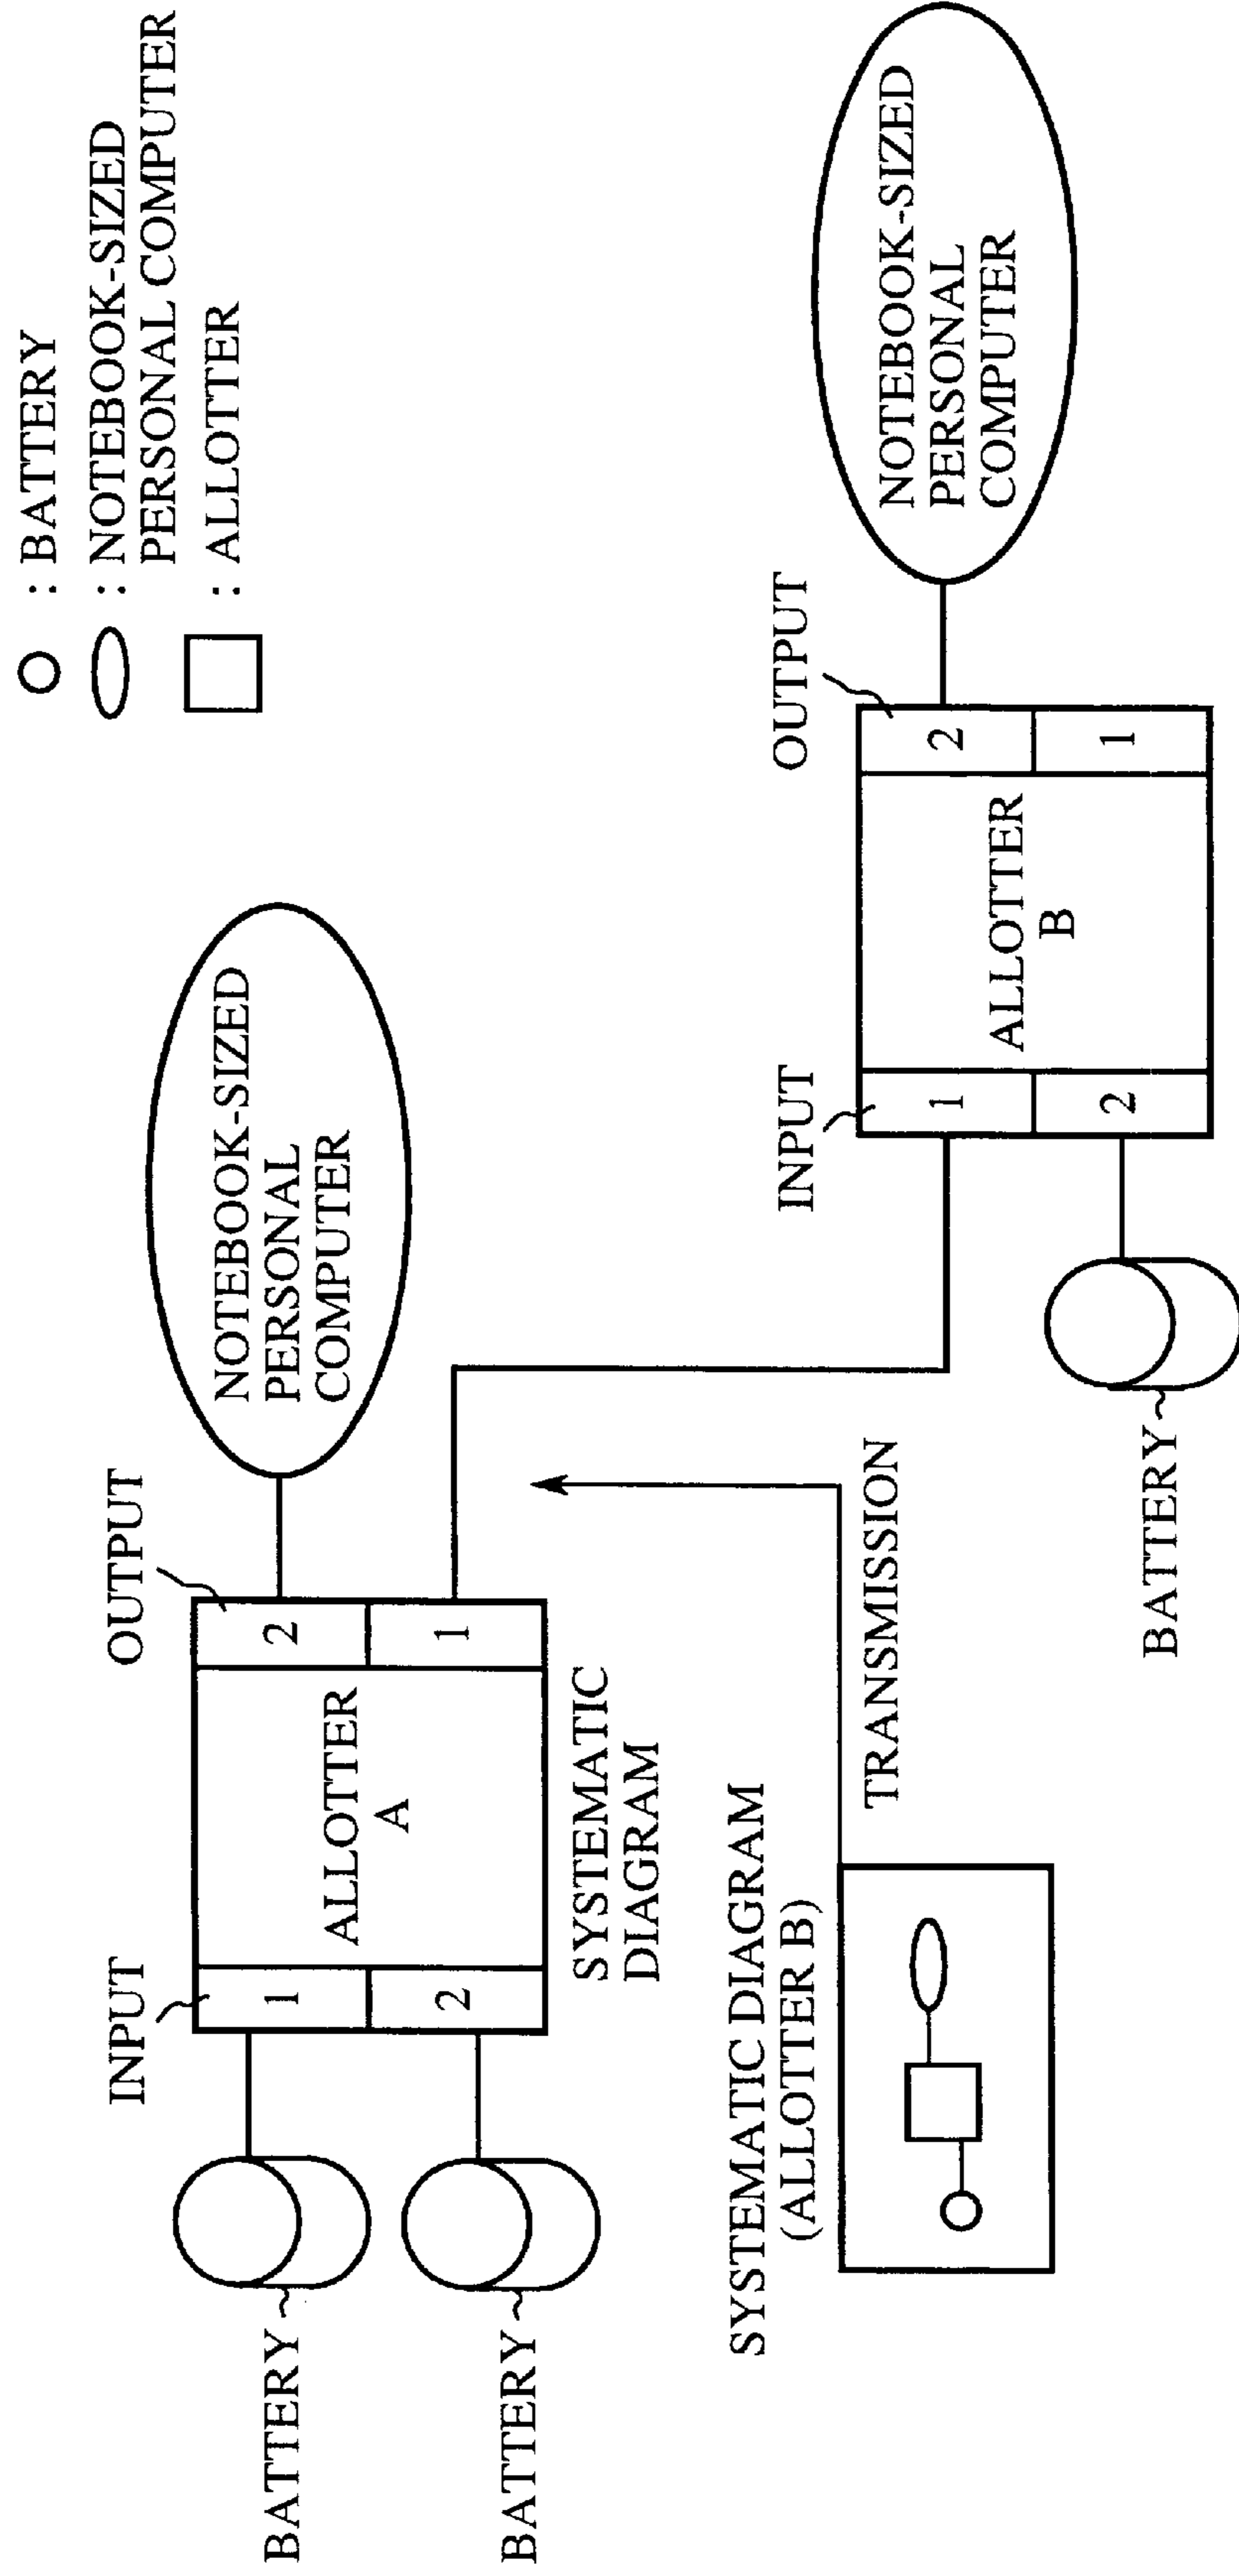 : BATTERY
: NOTEBOOK-SIZED
PERSONAL COMPUTER
: ALLOTTER
BATTERY
BATTERY
INPUT
1
2
ALLOTTER
A
OUTPUT
2
1
NOTEBOOK-SIZED
PERSONAL
COMPUTER
SYSTEMATIC
DIAGRAM
SYSTEMATIC DIAGRAM
(ALLOTTER B)
TRANSMISSION
BATTERY
INPUT
1
2
ALLOTTER
B
OUTPUT
2
1
NOTEBOOK-SIZED
PERSONAL
COMPUTER